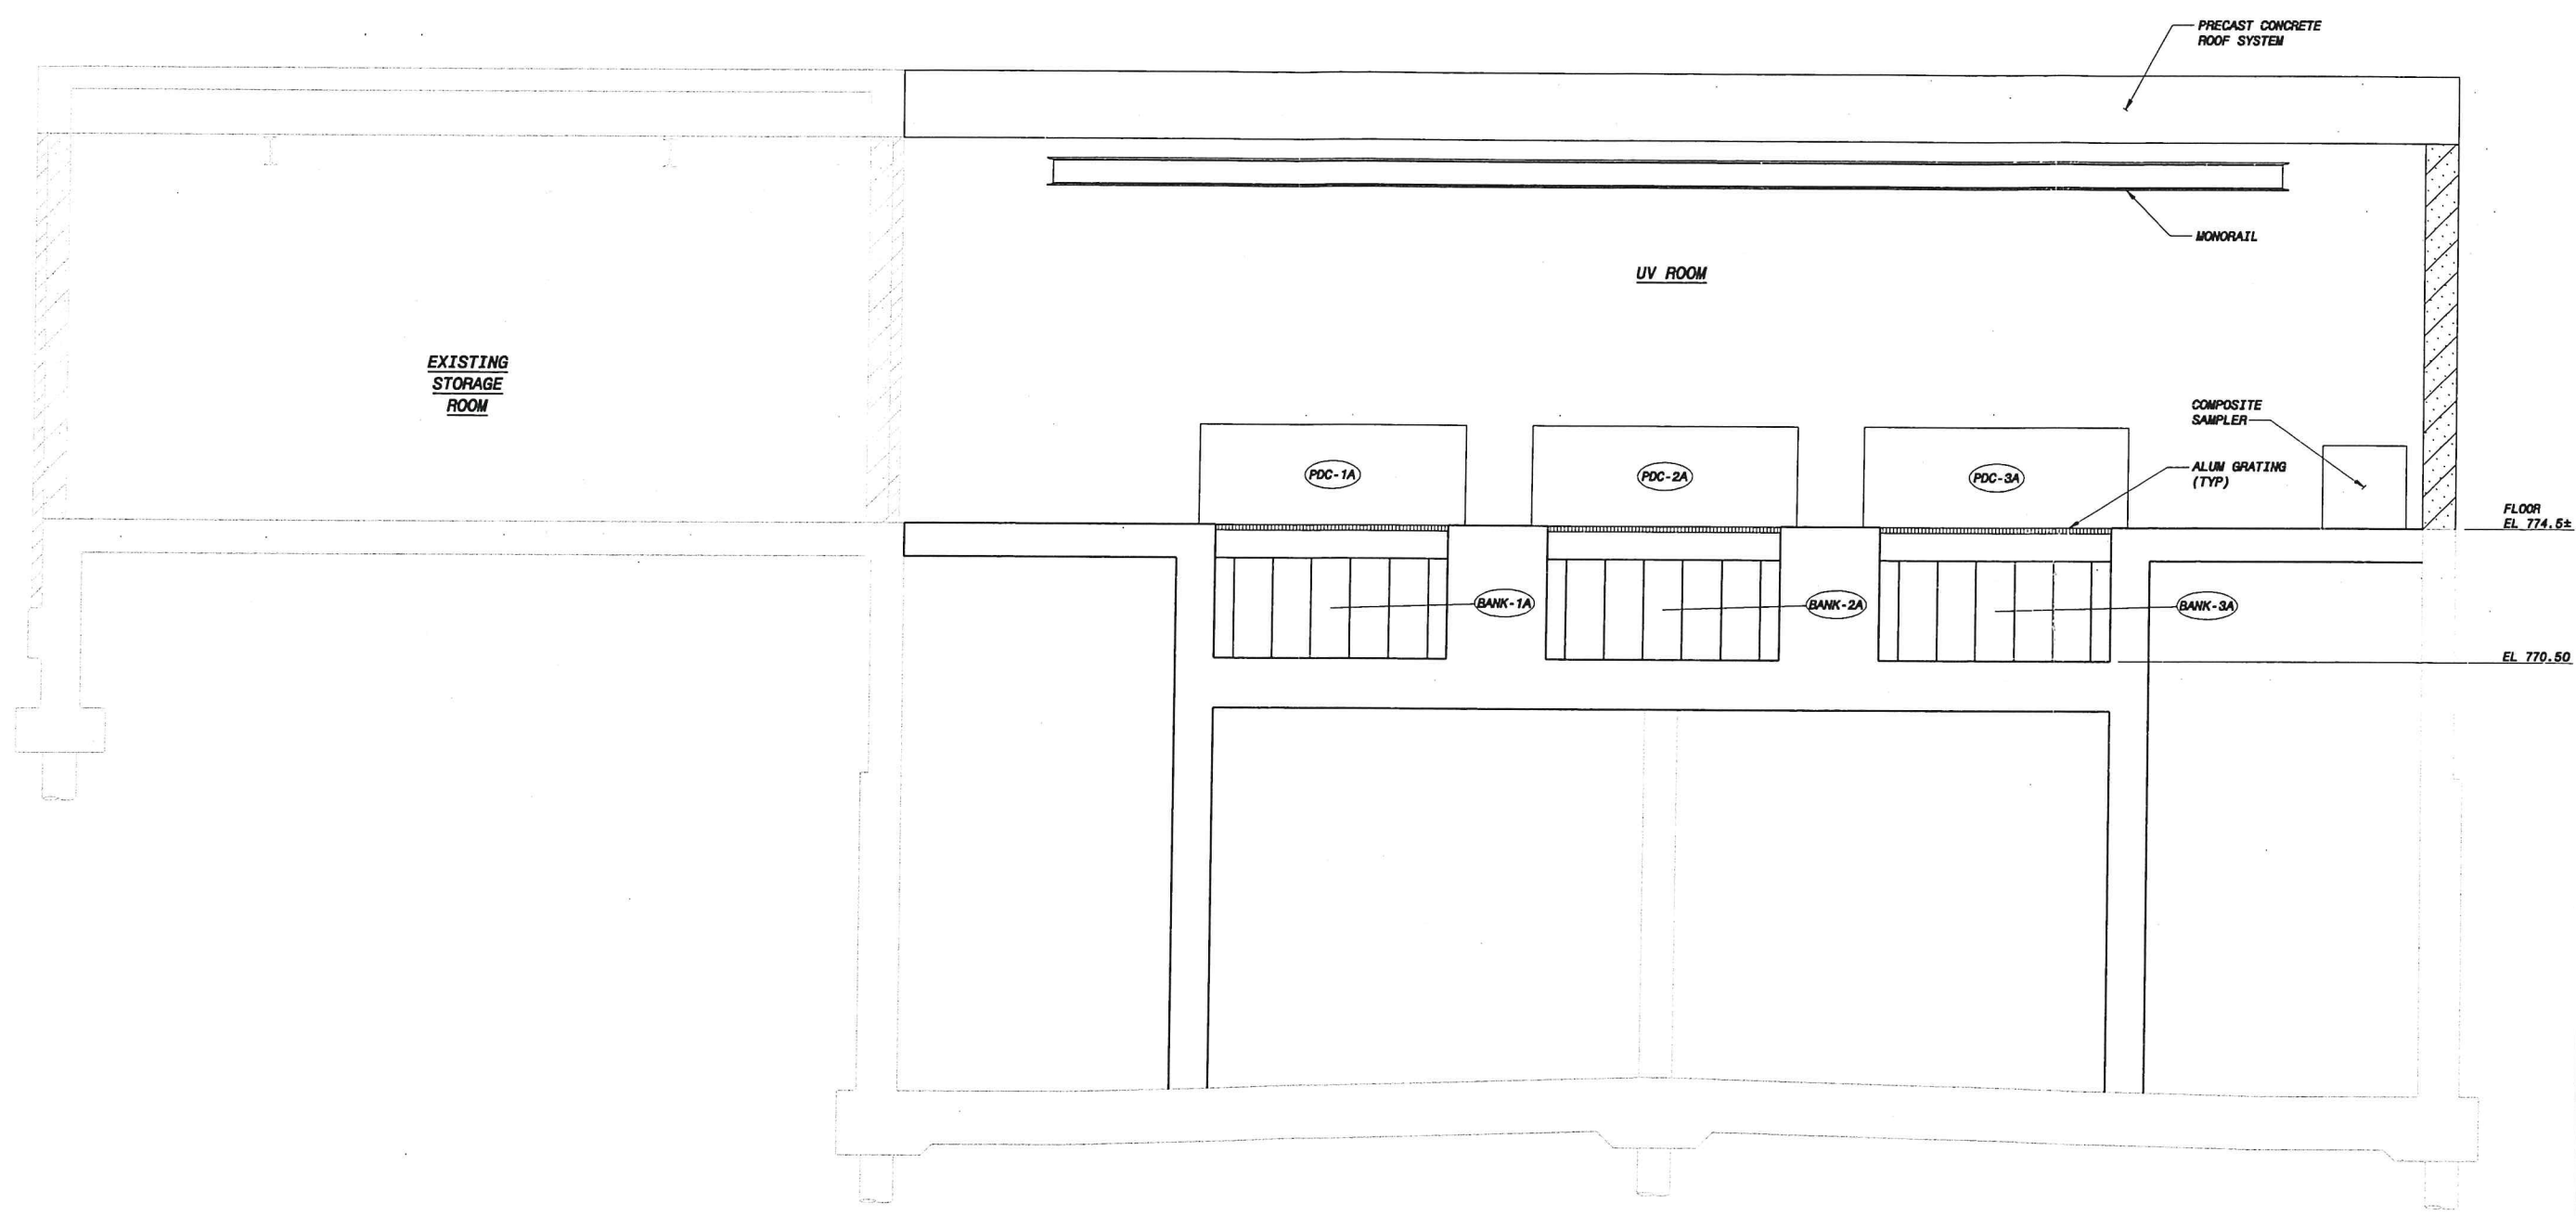 PRECAST CONCRETE
ROOF SYSTEM
MONORAIL
UV ROOM
EXISTING
STORAGE
ROOM
COMPOSITE
SAMPLER
ALUM GRATING
(TYP)
PDC-1A
PDC-2A
PDC-3A
FLOOR
EL 774.5±
BANK-1A
BANK-2A
BANK-3A
EL 770.50